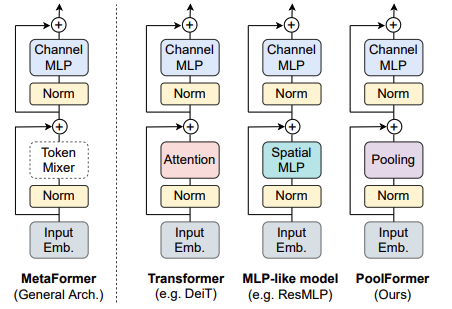 +
Channel
MLP
Norm
+
Token
Mixer
Norm
Input
Emb.
MetaFormer
(General Arch.)
+
Channel
MLP
Norm
+
Attention
Norm
Input
Emb.
Transformer
(e.g. DeiT)
+
Channel
MLP
Norm
+
Spatial
MLP
Norm
Input
Emb.
MLP-like model
(e.g. ResMLP)
+
Channel
MLP
Norm
+
Pooling
Norm
Input
Emb.
PoolFormer
(Ours)